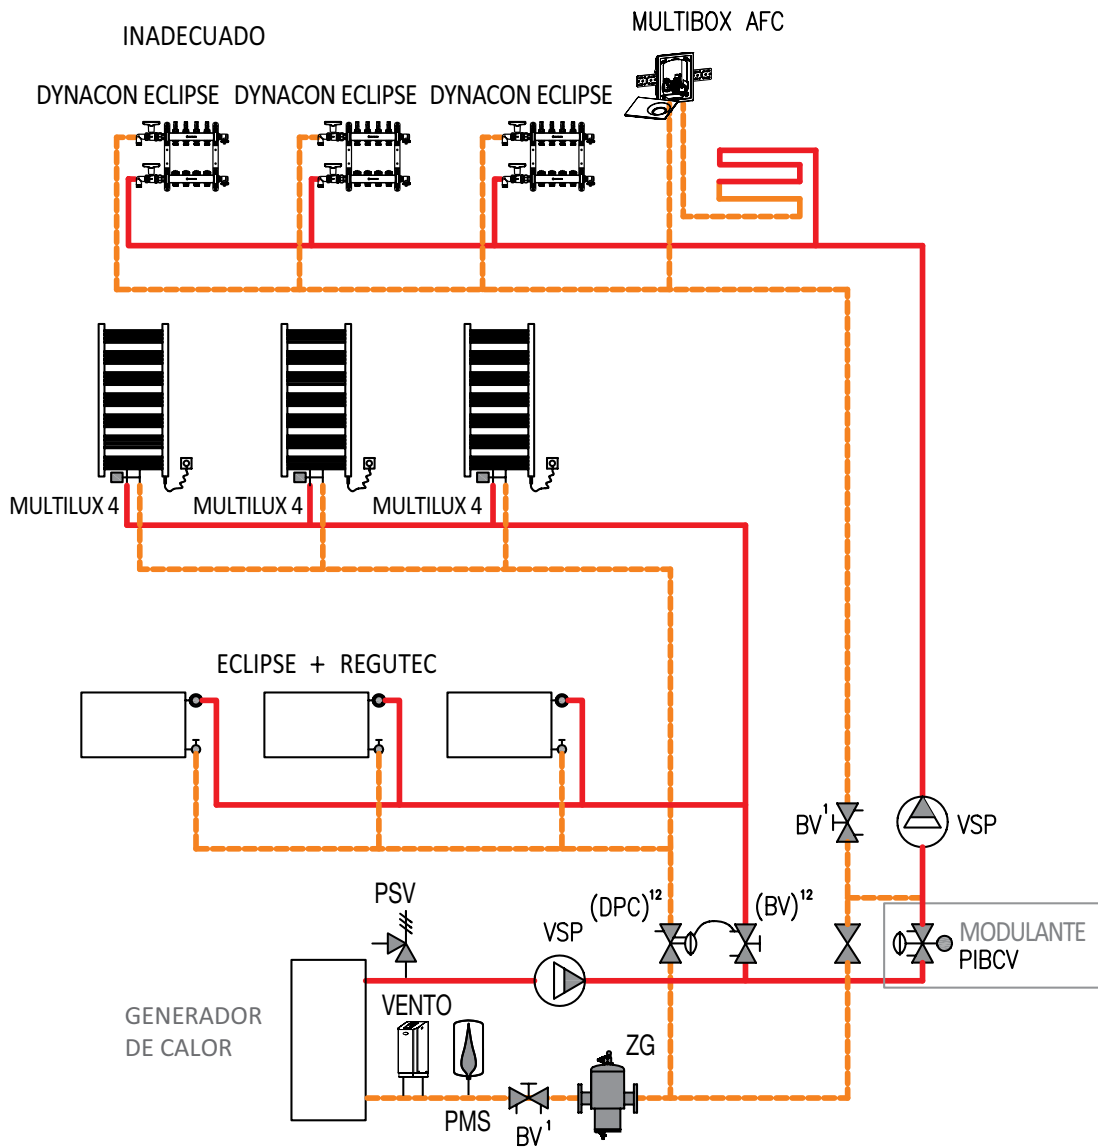 INADECUADO
MULTIBOX AFC
DYNACON ECLIPSE
DYNACON ECLIPSE
DYNACON ECLIPSE
MULTILUX 4
MULTILUX 4
MULTILUX 4
ECLIPSE + REGUTEC
BV¹
VSP
PSV
(DPC)¹²
(BV)¹²
VSP
MODULANTE
PIBCV
VENTO
GENERADOR
DE CALOR
ZG
PMS
BV¹